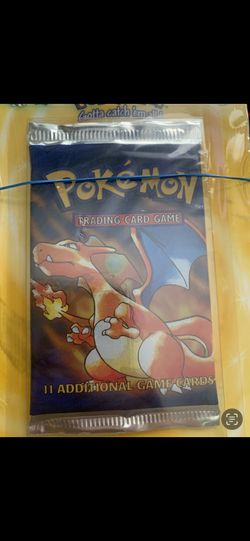 Gotta catch 'em all!
POKéMON
TRADING CARD GAME
11 ADDITIONAL GAME CARDS